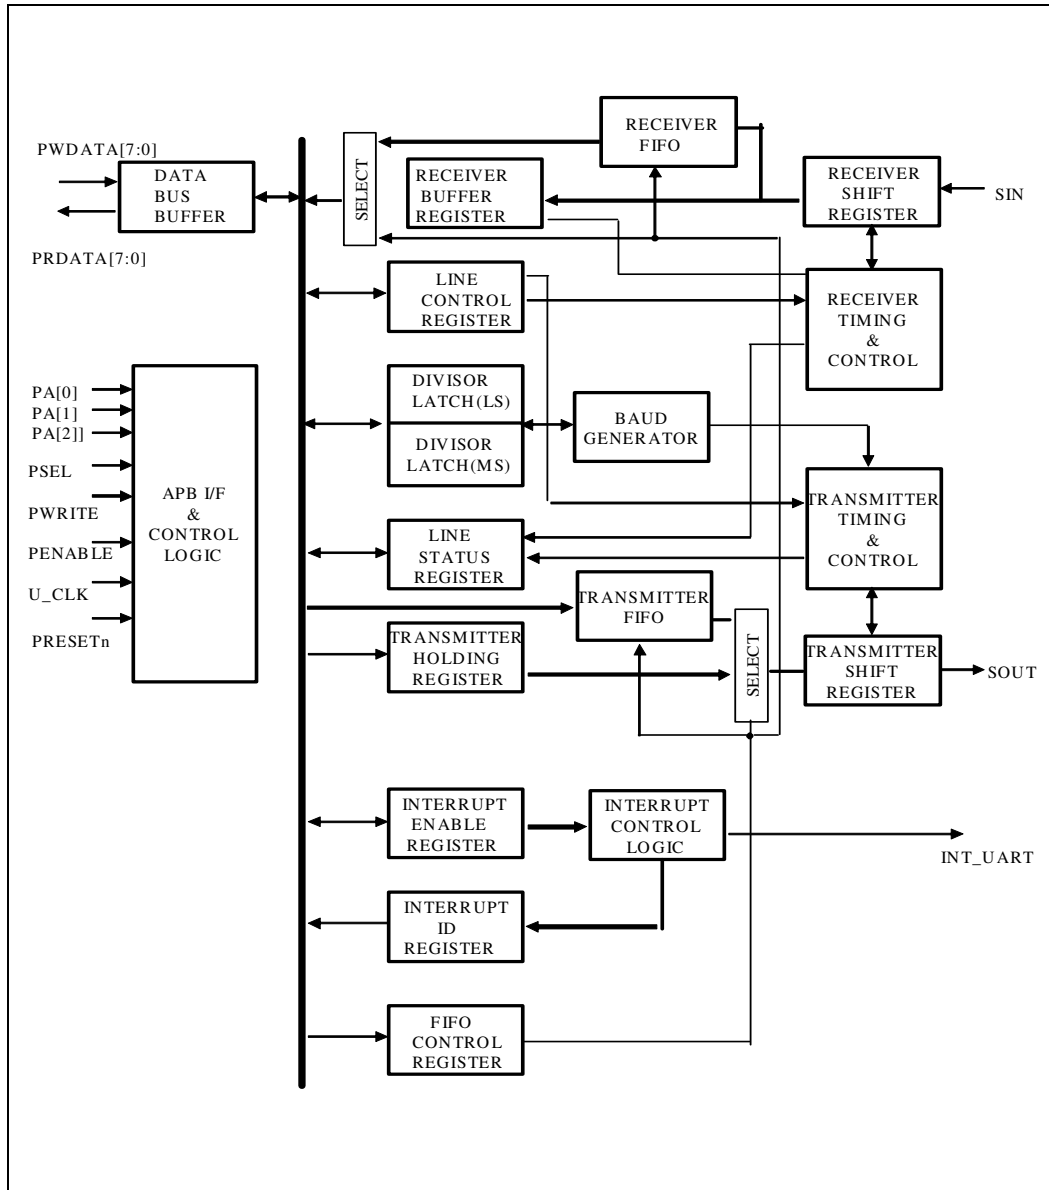 RECEIVER
FIFO
PWDATA[7:0]
DATA
BUS
BUFFER
PRDATA[7:0]
SELECT
RECEIVER
BUFFER
REGISTER
RECEIVER
SHIFT
REGISTER
SIN
LINE
CONTROL
REGISTER
RECEIVER
TIMING
&
CONTROL
PA[0]
PA[1]
PA[2]]
PSEL
PWRITE
PENABLE
U_CLK
PRESETn
APB I/F
&
CONTROL
LOGIC
DIVISOR
LATCH(LS)
DIVISOR
LATCH(MS)
BAUD
GENERATOR
TRANSMITTER
TIMING
&
CONTROL
LINE
STATUS
REGISTER
TRANSMITTER
FIFO
TRANSMITTER
HOLDING
REGISTER
SELECT
TRANSMITTER
SHIFT
REGISTER
SOUT
INTERRUPT
ENABLE
REGISTER
INTERRUPT
CONTROL
LOGIC
INT_UART
INTERRUPT
ID
REGISTER
FIFO
CONTROL
REGISTER